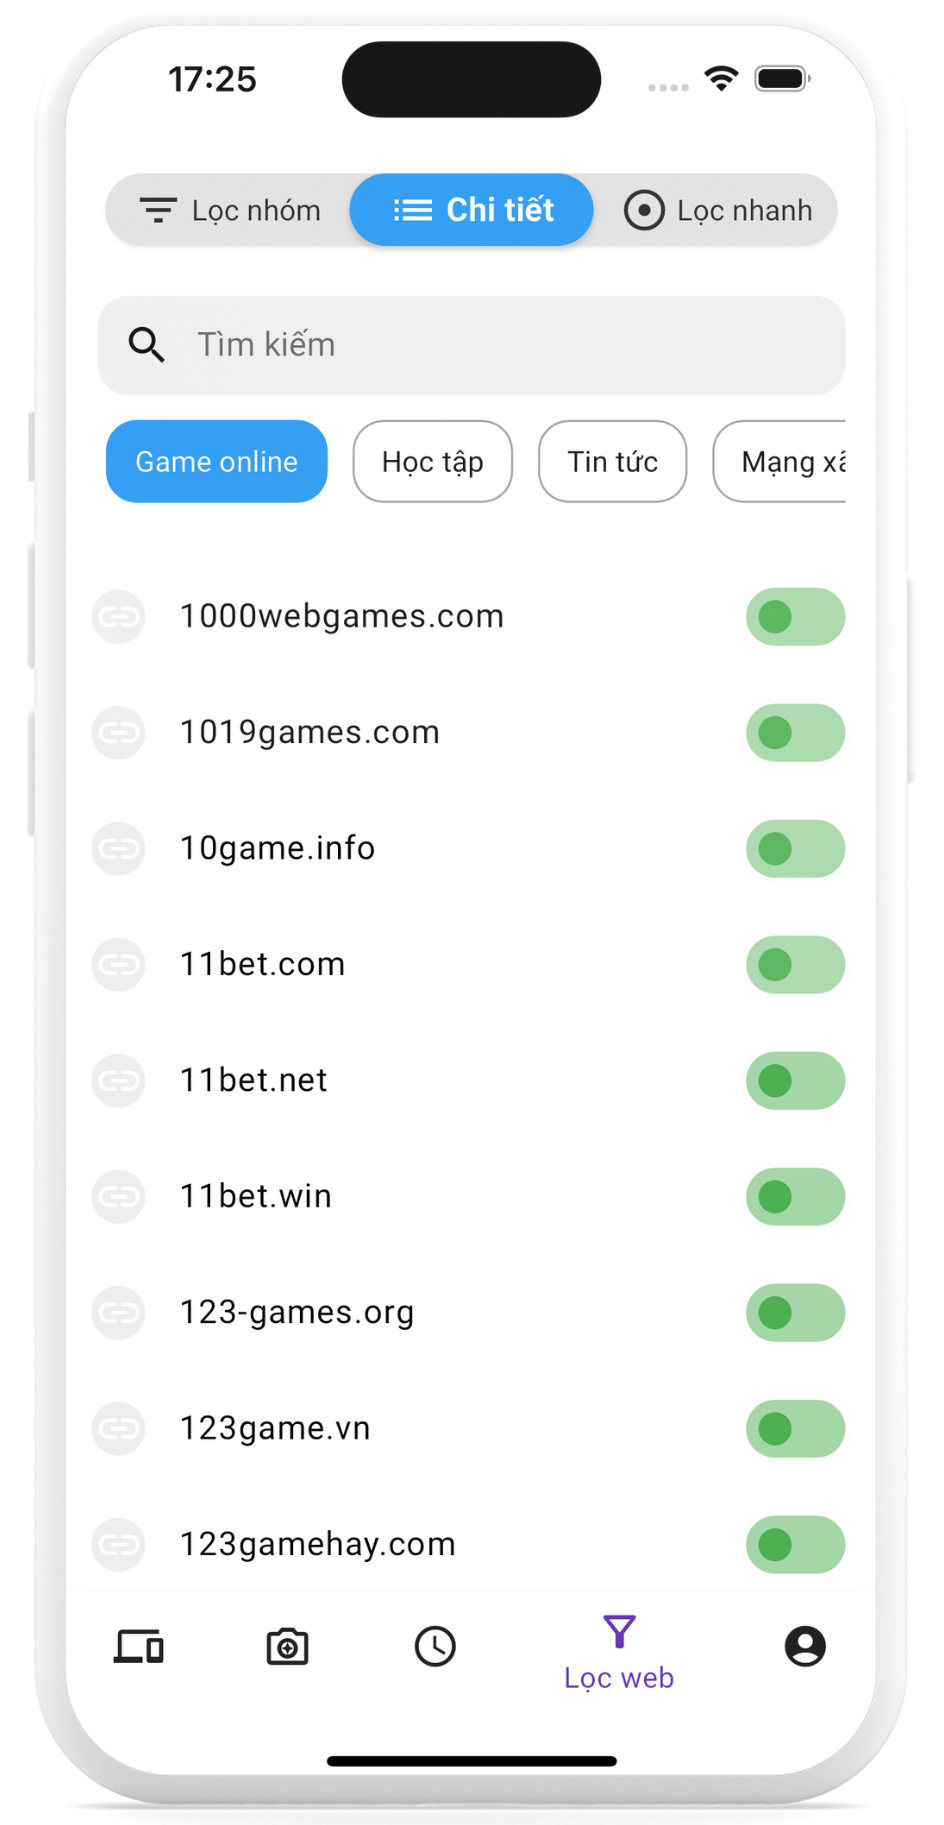 17:25
Lọc nhóm
Chi tiết
Lọc nhanh
Tìm kiếm
Game online
Học tập
Tin tức
Mạng xã
1000webgames.com
1019games.com
10game.info
11bet.com
11bet.net
11bet.win
123-games.org
123game.vn
123gamehay.com
Lọc web